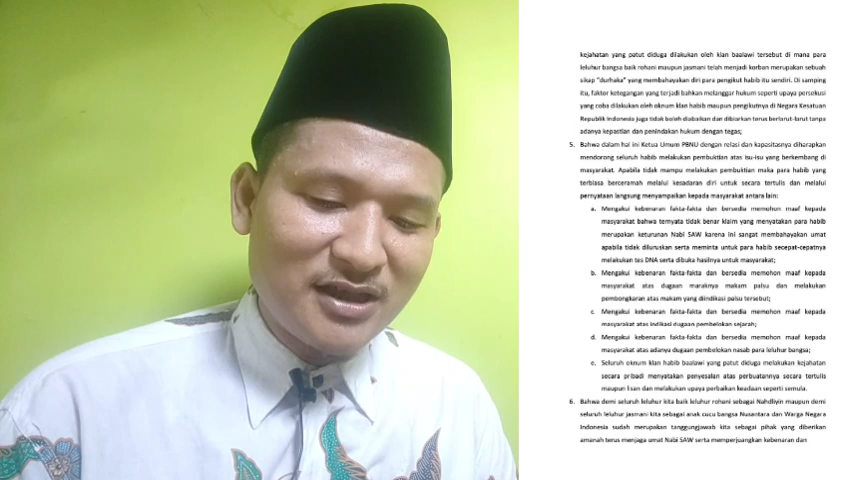 kejahatan yang patut diduga dilakukan oleh klan baalawi tersebut di mana para
leluhur bangsa baik rohani maupun jasmani telah menjadi korban merupakan sebuah
sikap "durhaka" yang membahayakan diri para pengikut habib itu sendiri. Di samping
itu, faktor ketegangan yang terjadi bahkan melanggar hukum seperti upaya persekusi
yang coba dilakukan oleh oknum klan habib maupun pengikutnya di Negara Kesatuan
Republik Indonesia juga tidak boleh diabaikan dan dibiarkan terus berlarut-larut tanpa
adanya kepastian dan penindakan hukum dengan tegas;
5. Bahwa dalam hal ini Ketua Umum PBNU dengan relasi dan kapasitasnya diharapkan
mendorong seluruh habib melakukan pembuktian atas isu-isu yang berkembang di
masyarakat. Apabila tidak mampu melakukan pembuktian maka para habib yang
terbiasa berceramah melalui kesadaran diri untuk secara tertulis dan melalui
pernyataan langsung menyampaikan kepada masyarakat antara lain:
a. Mengakui kebenaran fakta-fakta dan bersedia memohon maaf kepada
masyarakat bahwa ternyata tidak benar klaim yang menyatakan para habib
merupakan keturunan Nabi SAW karena ini sangat membahayakan umat
apabila tidak diluruskan serta meminta untuk para habib secepat-cepatnya
melakukan tes DNA serta dibuka hasilnya untuk masyarakat;
b. Mengakui kebenaran fakta-fakta dan bersedia memohon maaf kepada
masyarakat atas dugaan maraknya makam palsu dan melakukan
pembongkaran atas makam yang diindikasi palsu tersebut;
c. Mengakui kebenaran fakta-fakta dan bersedia memohon maaf kepada
masyarakat atas indikasi dugaan pembelokan sejarah;
d. Mengakui kebenaran fakta-fakta dan bersedia memohon maaf kepada
masyarakat atas adanya dugaan pembelokan nasab para leluhur bangsa;
e. Seluruh oknum klan habib baalawi yang patut diduga melakukan kejahatan
secara pribadi menyatakan penyesalan atas perbuatannya secara tertulis
maupun lisan dan melakukan upaya perbaikan keadaan seperti semula.
6. Bahwa demi seluruh leluhur kita baik leluhur rohani sebagai Nahdliyin maupun demi
seluruh leluhur jasmani kita sebagai anak cucu bangsa Nusantara dan Warga Negara
Indonesia sudah merupakan tanggungjawab kita sebagai pihak yang diberikan
amanah terus menjaga umat Nabi SAW serta memperjuangkan kebenaran dan